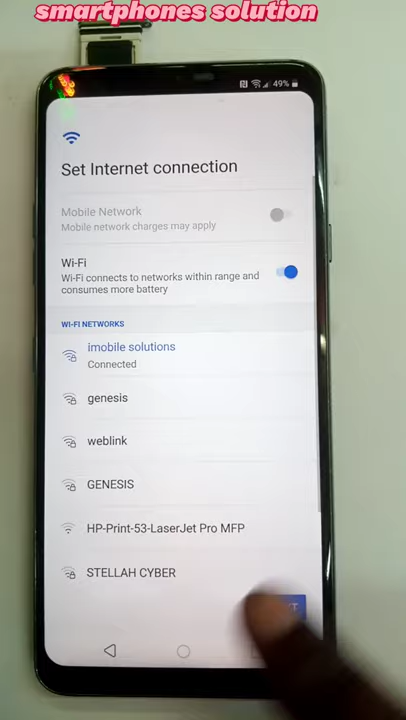 smartphones solution
49%
Set Internet connection
Mobile Network
Mobile network charges may apply
Wi-Fi
Wi-Fi connects to networks within range and
consumes more battery
WI-FI NETWORKS
imobile solutions
Connected
genesis
weblink
GENESIS
HP-Print-53-LaserJet Pro MFP
STELLAH CYBER